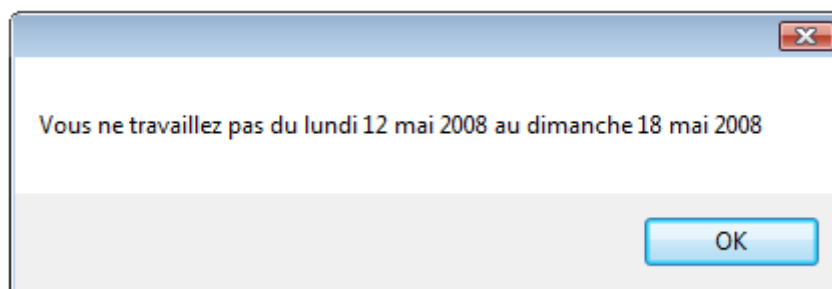 Vous ne travaillez pas du lundi 12 mai 2008 au dimanche 18 mai 2008
OK